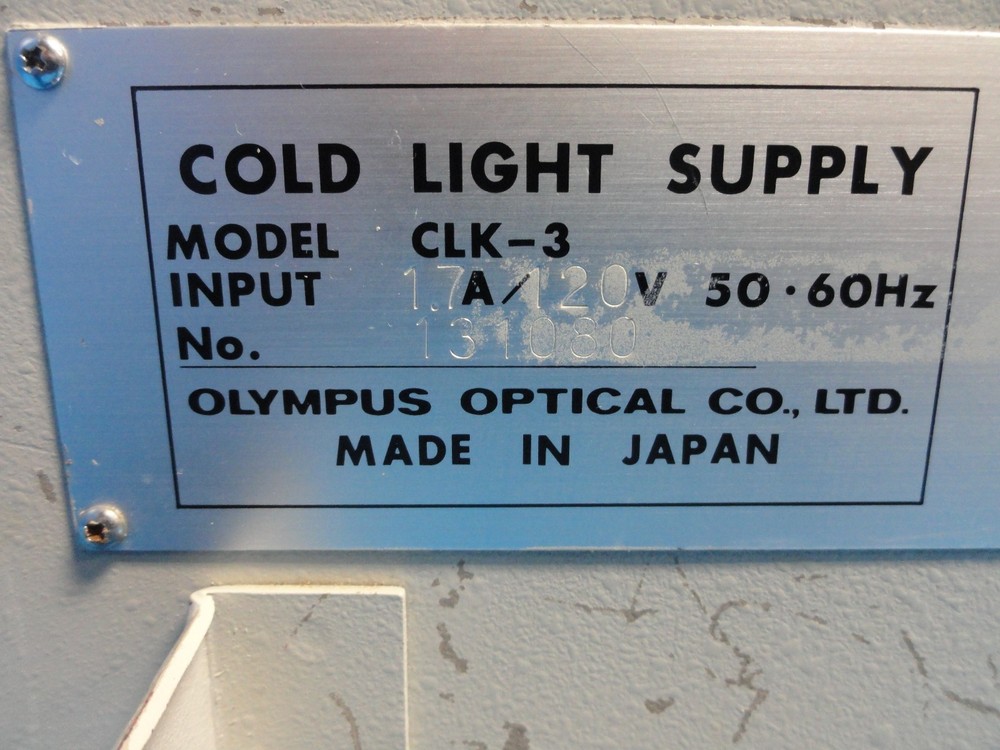 COLD LIGHT SUPPLY
MODEL CLK-3
INPUT 1.7 A/120V 50·60Hz
No. 131080
OLYMPUS OPTICAL CO., LTD.
MADE IN JAPAN